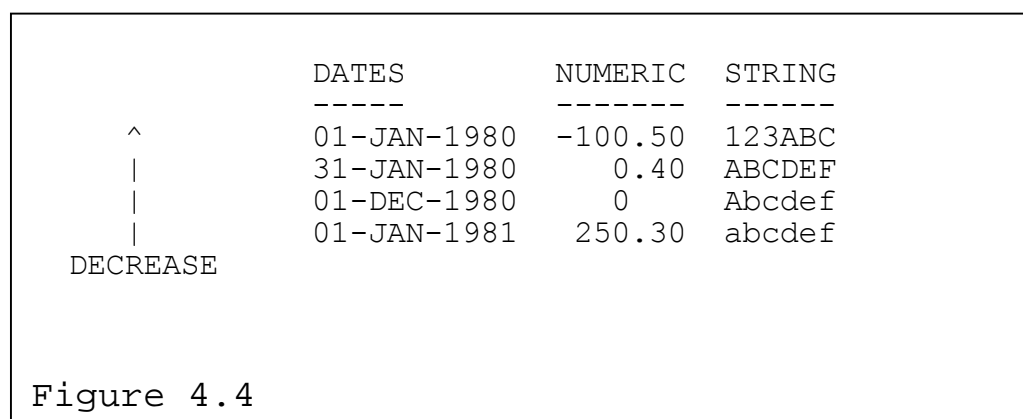 DATES NUMERIC STRING
----- ------- ------
^ 01-JAN-1980 -100.50 123ABC
| 31-JAN-1980 0.40 ABCDEF
| 01-DEC-1980 0 Abcdef
| 01-JAN-1981 250.30 abcdef
DECREASE
Figure 4.4